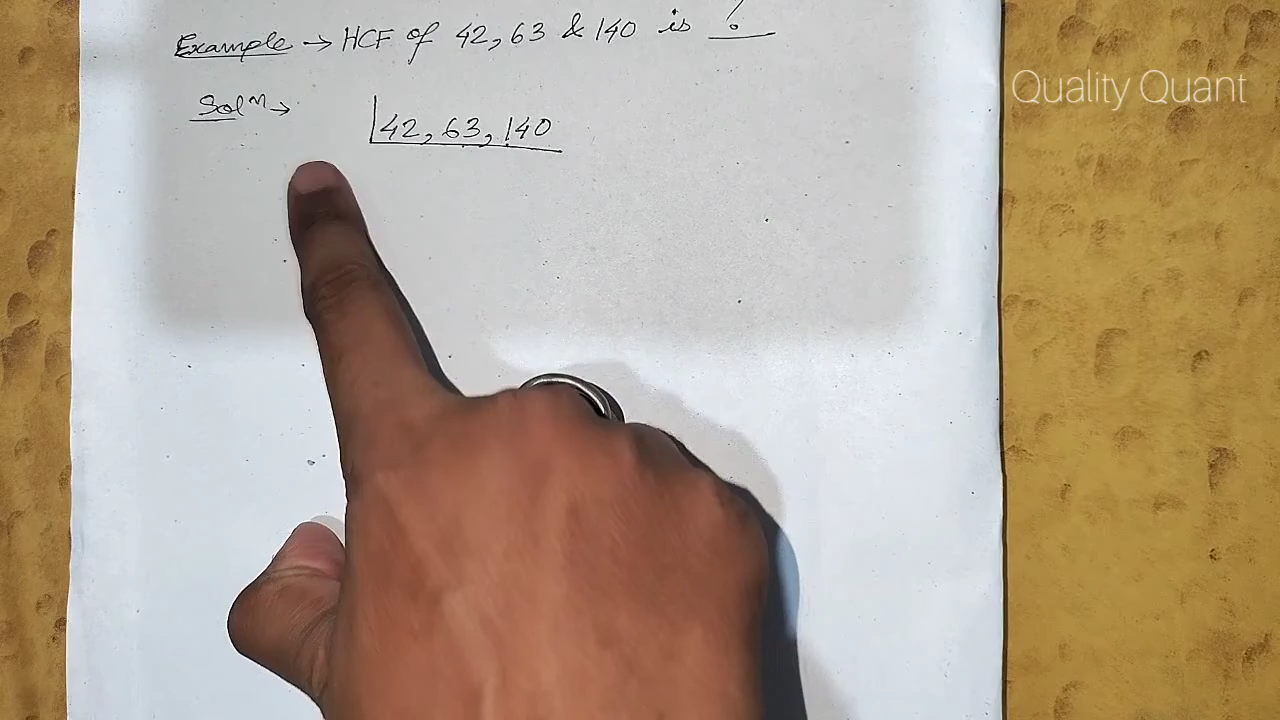 Example → HCF of 42, 63 & 140 is ?
Quality Quant
Solⁿ →
42, 63, 140